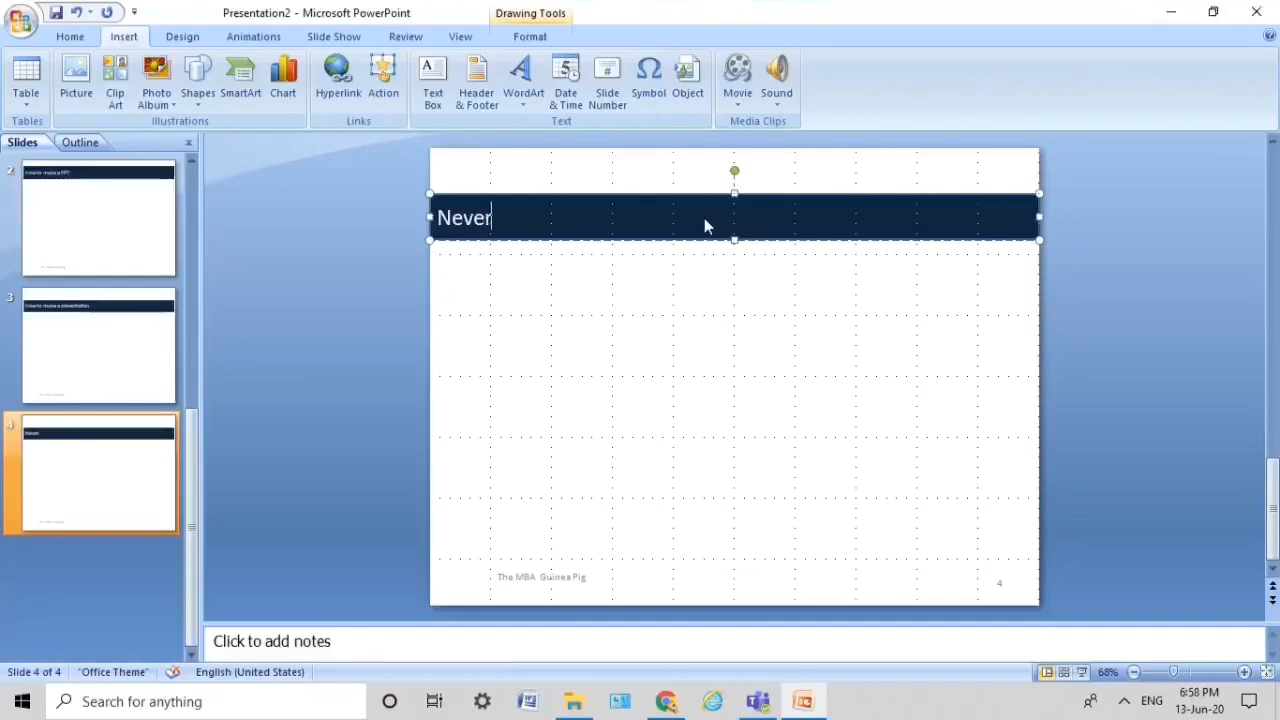 Presentation2 - Microsoft PowerPoint
Drawing Tools
Home
Insert
Design
Animations
Slide Show
Review
View
Format
Table
Picture
Clip
Art
Photo
Album
Shapes
SmartArt
Chart
Hyperlink
Action
Text
Box
Header
& Footer
WordArt
Date
& Time
Slide
Number
Symbol
Object
Movie
Sound
Tables
Illustrations
Links
Text
Media Clips
Slides
Outline
2
3
4
Never
Never
The MBA Guinea Pig
4
Click to add notes
Slide 4 of 4
"Office Theme"
English (United States)
68%
Search for anything
ENG
6:58 PM
13-Jun-20